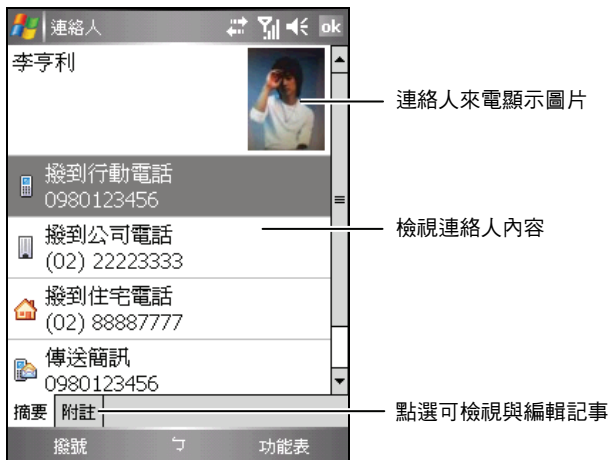 連絡人 ok
李亨利
連絡人來電顯示圖片
撥到行動電話
0980123456
撥到公司電話
(02) 22223333
檢視連絡人內容
撥到住宅電話
(02) 88887777
傳送簡訊
0980123456
摘要 附註
點選可檢視與編輯記事
撥號 ㄅ 功能表